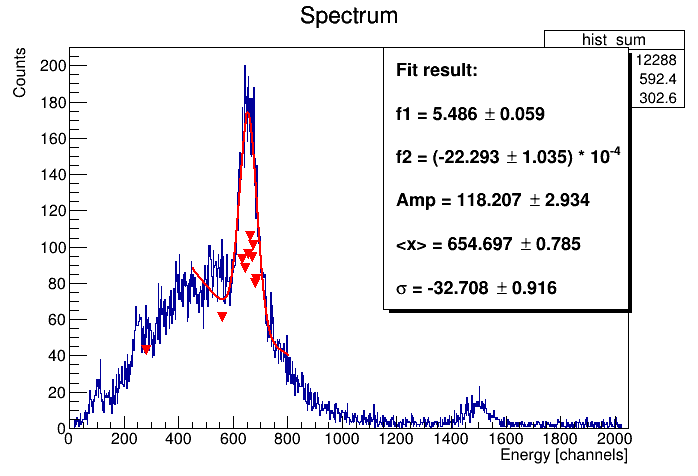 Spectrum
hist_sum
12288
592.4
302.6
Fit result:
f1 = 5.486 ± 0.059
f2 = (-22.293 ± 1.035) * 10⁻⁴
Amp = 118.207 ± 2.934
<x> = 654.697 ± 0.785
σ = -32.708 ± 0.916
Counts
200
180
160
140
120
100
80
60
40
20
0
0 200 400 600 800 1000 1200 1400 1600 1800 2000
Energy [channels]